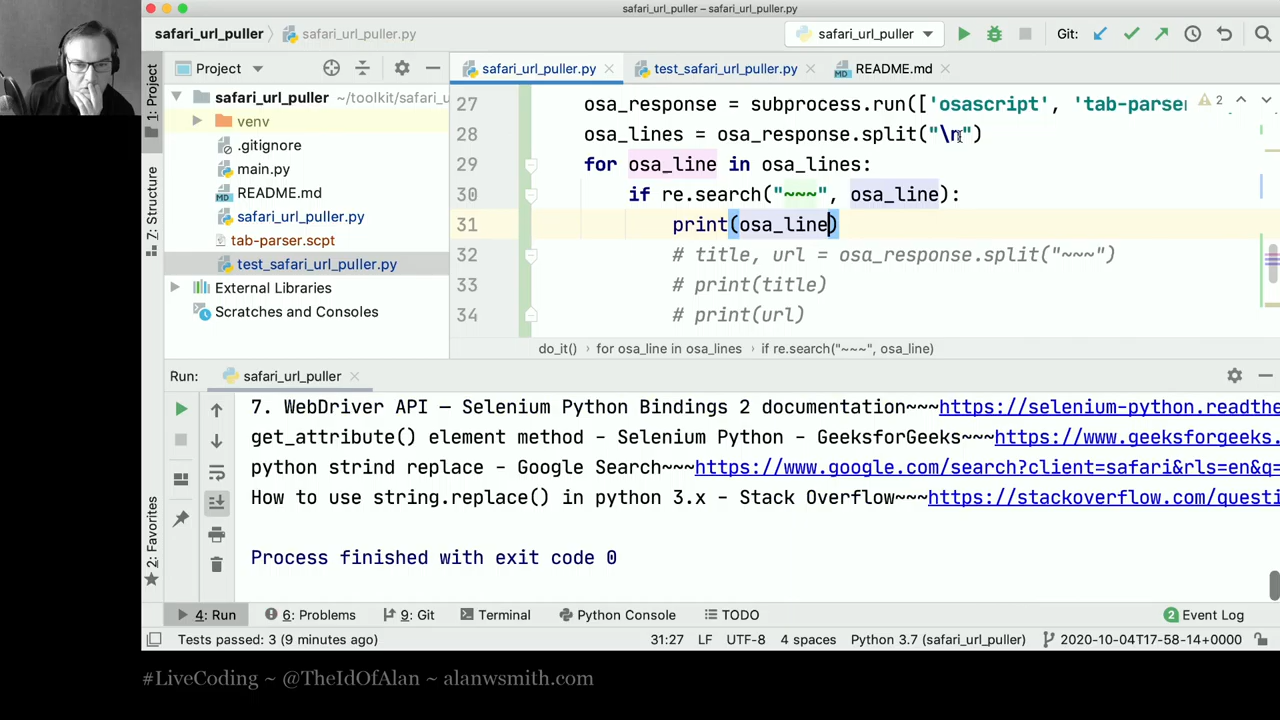 safari_url_puller – safari_url_puller.py
safari_url_puller safari_url_puller.py safari_url_puller Git:
1: Project
Project
safari_url_puller.py test_safari_url_puller.py README.md
safari_url_puller ~/toolkit/safari_u
venv
.gitignore
main.py
README.md
safari_url_puller.py
tab-parser.scpt
test_safari_url_puller.py
External Libraries
Scratches and Consoles
7: Structure
2: Favorites
27 osa_response = subprocess.run(['osascript', 'tab-parser
2
28 osa_lines = osa_response.split("\n")
29 for osa_line in osa_lines:
30 if re.search("~~~", osa_line):
31 print(osa_line)
32 # title, url = osa_response.split("~~~")
33 # print(title)
34 # print(url)
do_it() › for osa_line in osa_lines › if re.search("~~~", osa_line)
Run: safari_url_puller
7. WebDriver API — Selenium Python Bindings 2 documentation~~~https://selenium-python.readthe
get_attribute() element method - Selenium Python - GeeksforGeeks~~~https://www.geeksforgeeks.
python strind replace - Google Search~~~https://www.google.com/search?client=safari&rls=en&q=
How to use string.replace() in python 3.x - Stack Overflow~~~https://stackoverflow.com/questi
Process finished with exit code 0
4: Run 6: Problems 9: Git Terminal Python Console TODO 2 Event Log
Tests passed: 3 (9 minutes ago) 31:27 LF UTF-8 4 spaces Python 3.7 (safari_url_puller) 2020-10-04T17-58-14+0000
#LiveCoding ~ @TheIdOfAlan ~ alanwsmith.com